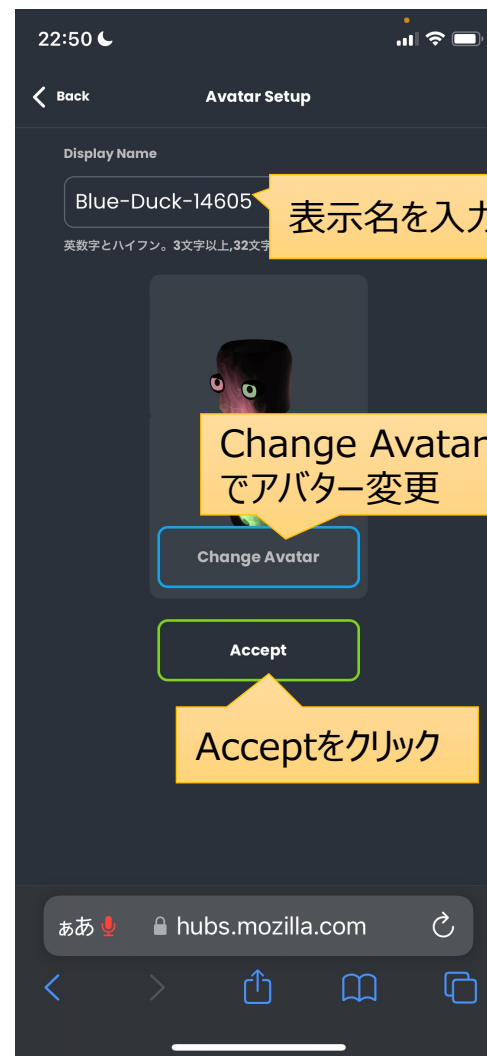 22:50
Back
Avatar Setup
Display Name
Blue-Duck-14605
表示名を入力
英数字とハイフン。3文字以上,32文字
Change Avatar
でアバター変更
Change Avatar
Accept
Acceptをクリック
ぁあ
hubs.mozilla.com